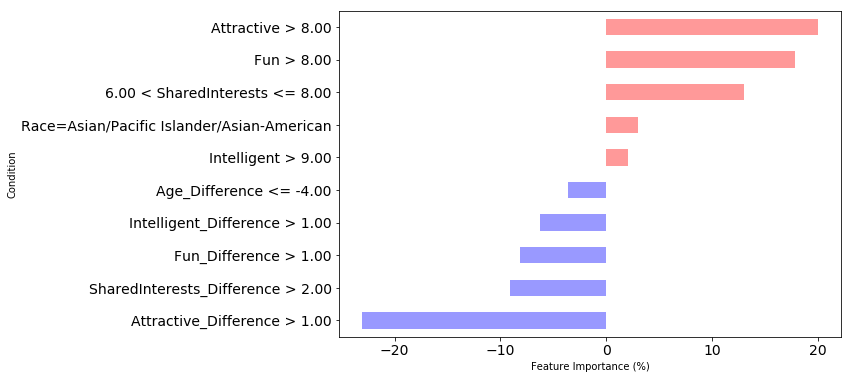 Attractive > 8.00
Fun > 8.00
6.00 < SharedInterests <= 8.00
Race=Asian/Pacific Islander/Asian-American
Intelligent > 9.00
Age_Difference <= -4.00
Intelligent_Difference > 1.00
Fun_Difference > 1.00
SharedInterests_Difference > 2.00
Attractive_Difference > 1.00
Condition
−20 −10 0 10 20
Feature Importance (%)